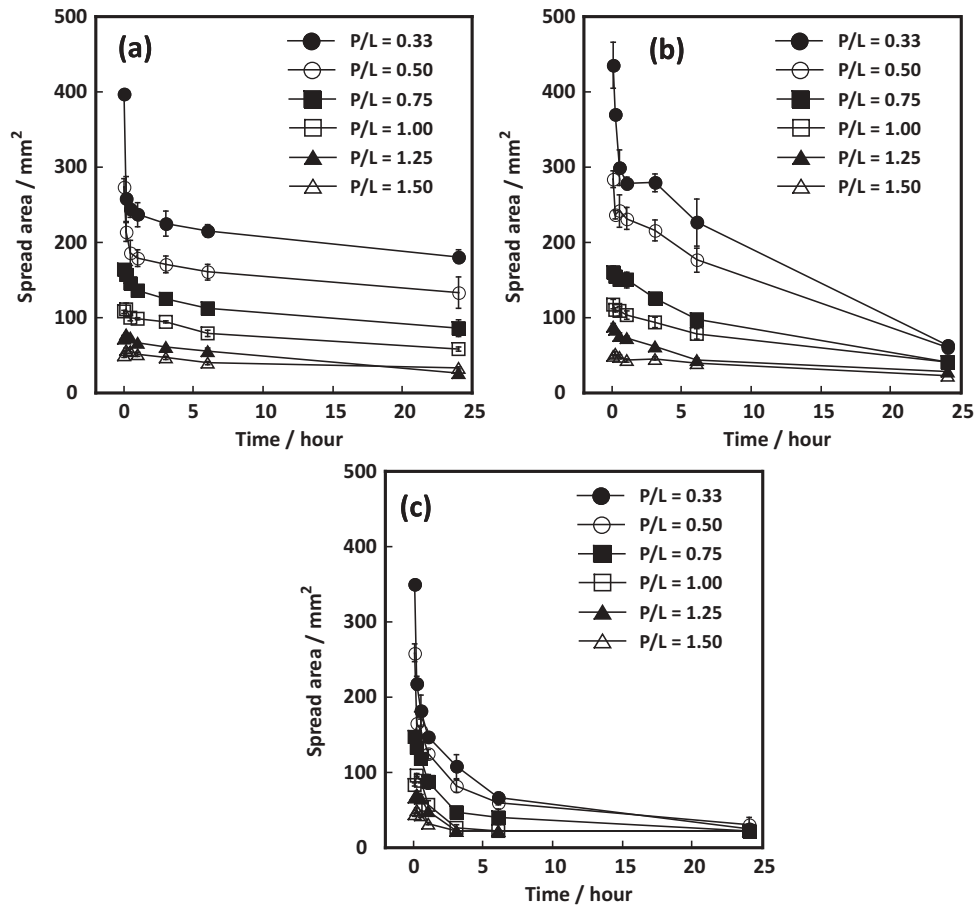 (a)
500
400
300
200
100
0
Spread area / mm²
0 5 10 15 20 25
Time / hour
P/L = 0.33
P/L = 0.50
P/L = 0.75
P/L = 1.00
P/L = 1.25
P/L = 1.50
(b)
500
400
300
200
100
0
Spread area / mm²
0 5 10 15 20 25
Time / hour
P/L = 0.33
P/L = 0.50
P/L = 0.75
P/L = 1.00
P/L = 1.25
P/L = 1.50
(c)
500
400
300
200
100
0
Spread area / mm²
0 5 10 15 20 25
Time / hour
P/L = 0.33
P/L = 0.50
P/L = 0.75
P/L = 1.00
P/L = 1.25
P/L = 1.50